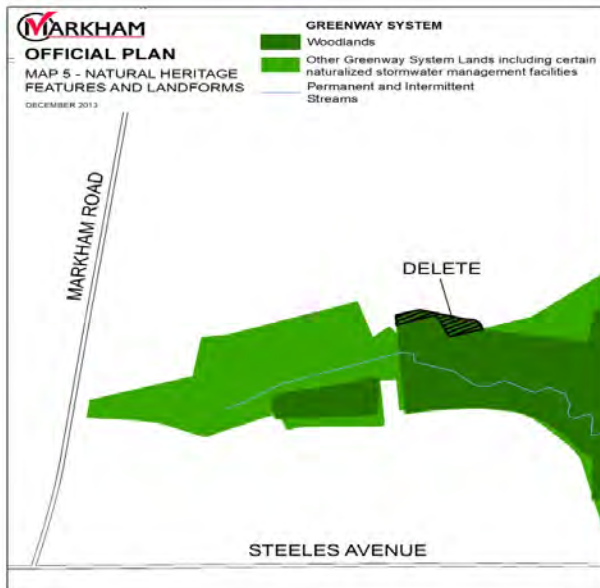 MARKHAM
OFFICIAL PLAN
MAP 5 - NATURAL HERITAGE
FEATURES AND LANDFORMS
DECEMBER 2013
GREENWAY SYSTEM
Woodlands
Other Greenway System Lands including certain
naturalized stormwater management facilities
Permanent and Intermittent
Streams
MARKHAM ROAD
DELETE
STEELES AVENUE